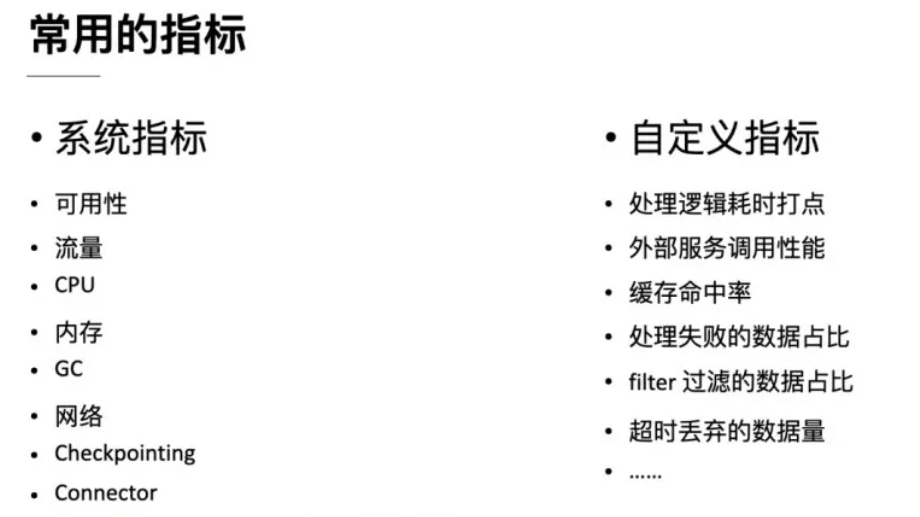 常用的指标
• 系统指标
• 可用性
• 流量
• CPU
• 内存
• GC
• 网络
• Checkpointing
• Connector
• 自定义指标
• 处理逻辑耗时打点
• 外部服务调用性能
• 缓存命中率
• 处理失败的数据占比
• filter 过滤的数据占比
• 超时丢弃的数据量
• ……